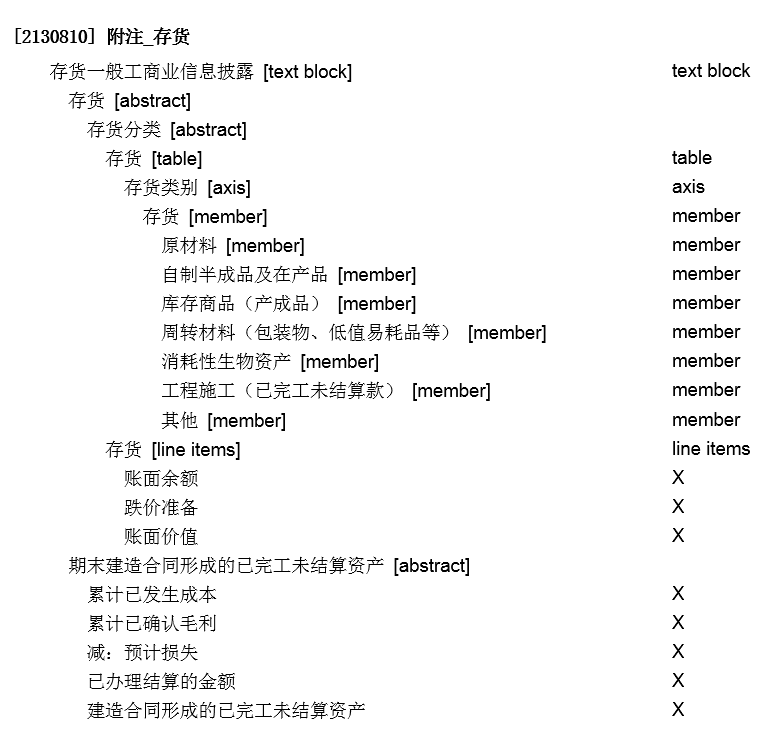 [2130810] 附注_存货
存货一般工商业信息披露 [text block] text block
存货 [abstract]
存货分类 [abstract]
存货 [table] table
存货类别 [axis] axis
存货 [member] member
原材料 [member] member
自制半成品及在产品 [member] member
库存商品（产成品） [member] member
周转材料（包装物、低值易耗品等） [member] member
消耗性生物资产 [member] member
工程施工（已完工未结算款） [member] member
其他 [member] member
存货 [line items] line items
账面余额 X
跌价准备 X
账面价值 X
期末建造合同形成的已完工未结算资产 [abstract]
累计已发生成本 X
累计已确认毛利 X
减：预计损失 X
已办理结算的金额 X
建造合同形成的已完工未结算资产 X